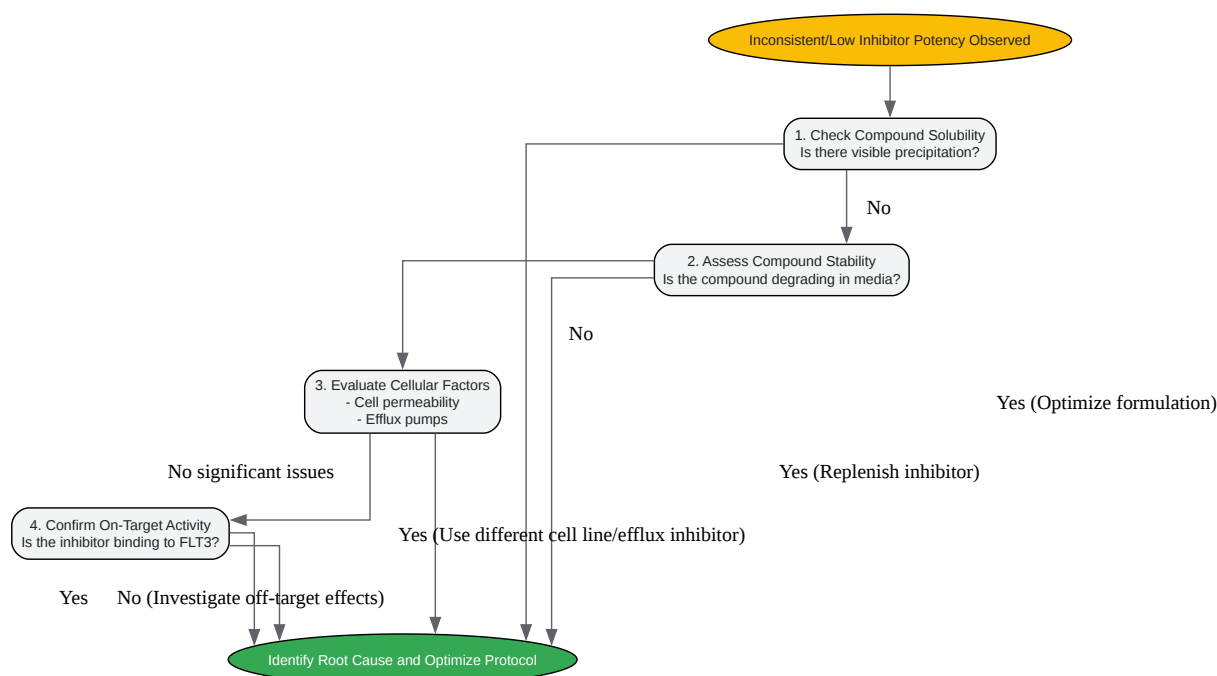 Inconsistent/Low Inhibitor Potency Observed
1. Check Compound Solubility
Is there visible precipitation?
No
2. Assess Compound Stability
Is the compound degrading in media?
No
3. Evaluate Cellular Factors
- Cell permeability
- Efflux pumps
Yes (Optimize formulation)
No significant issues
Yes (Replenish inhibitor)
4. Confirm On-Target Activity
Is the inhibitor binding to FLT3?
Yes (Use different cell line/efflux inhibitor)
Yes
No (Investigate off-target effects)
Identify Root Cause and Optimize Protocol